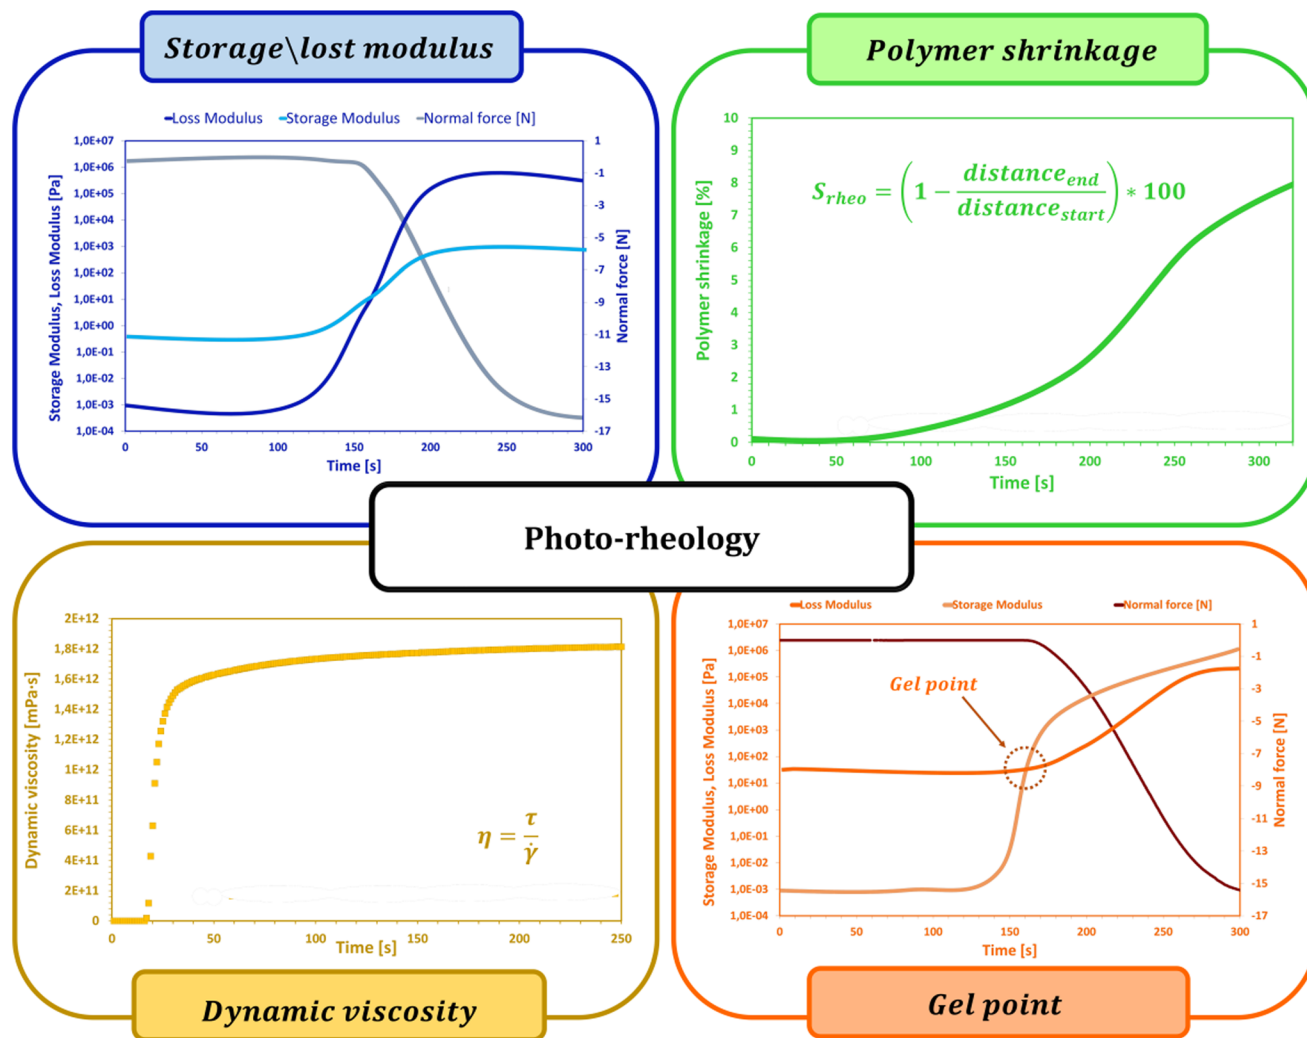 Storage\lost modulus
Loss Modulus Storage Modulus Normal force [N]
Storage Modulus, Loss Modulus [Pa]
1,0E+07
1,0E+06
1,0E+05
1,0E+04
1,0E+03
1,0E+02
1,0E+01
1,0E+00
1,0E-01
1,0E-02
1,0E-03
1,0E-04
1
-1
-3
-5
-7
-9
-11
-13
-15
-17
Normal force [N]
0 50 100 150 200 250 300
Time [s]
Polymer shrinkage
Polymer shrinkage [%]
10
9
8
7
6
5
4
3
2
1
0
S_rheo = (1 − distance_end / distance_start) * 100
0 50 100 150 200 250 300
Time [s]
Photo-rheology
Dynamic viscosity [mPa·s]
2E+12
1,8E+12
1,6E+12
1,4E+12
1,2E+12
1E+12
8E+11
6E+11
4E+11
2E+11
0
η = τ / γ̇
0 50 100 150 200 250
Time [s]
Dynamic viscosity
Loss Modulus Storage Modulus Normal force [N]
Storage Modulus, Loss Modulus [Pa]
1,0E+07
1,0E+06
1,0E+05
1,0E+04
1,0E+03
1,0E+02
1,0E+01
1,0E+00
1,0E-01
1,0E-02
1,0E-03
1,0E-04
Gel point
1
-1
-3
-5
-7
-9
-11
-13
-15
-17
Normal force [N]
0 50 100 150 200 250 300
Time [s]
Gel point